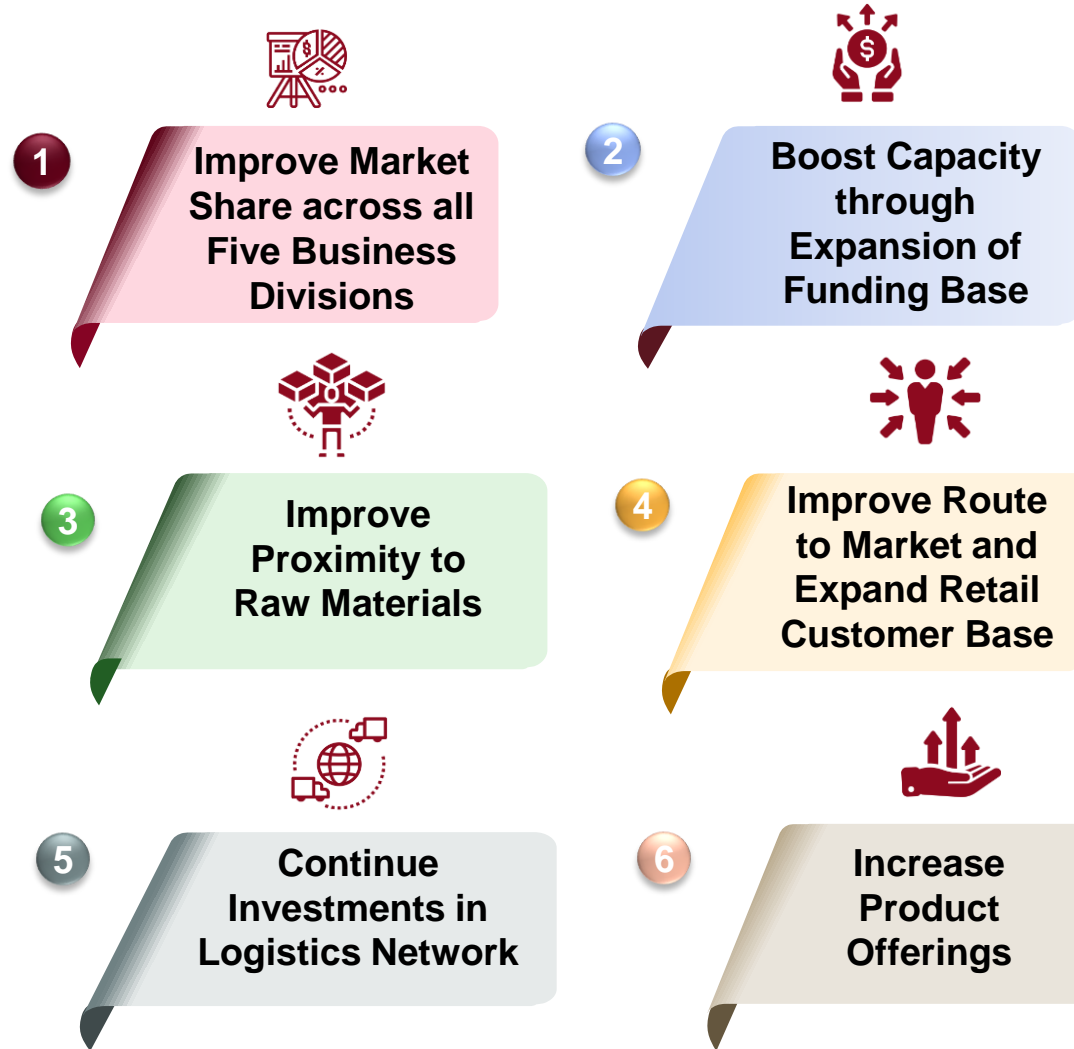 $
%
$
1
Improve Market
Share across all
Five Business
Divisions
2
Boost Capacity
through
Expansion of
Funding Base
3
Improve
Proximity to
Raw Materials
4
Improve Route
to Market and
Expand Retail
Customer Base
5
Continue
Investments in
Logistics Network
6
Increase
Product
Offerings